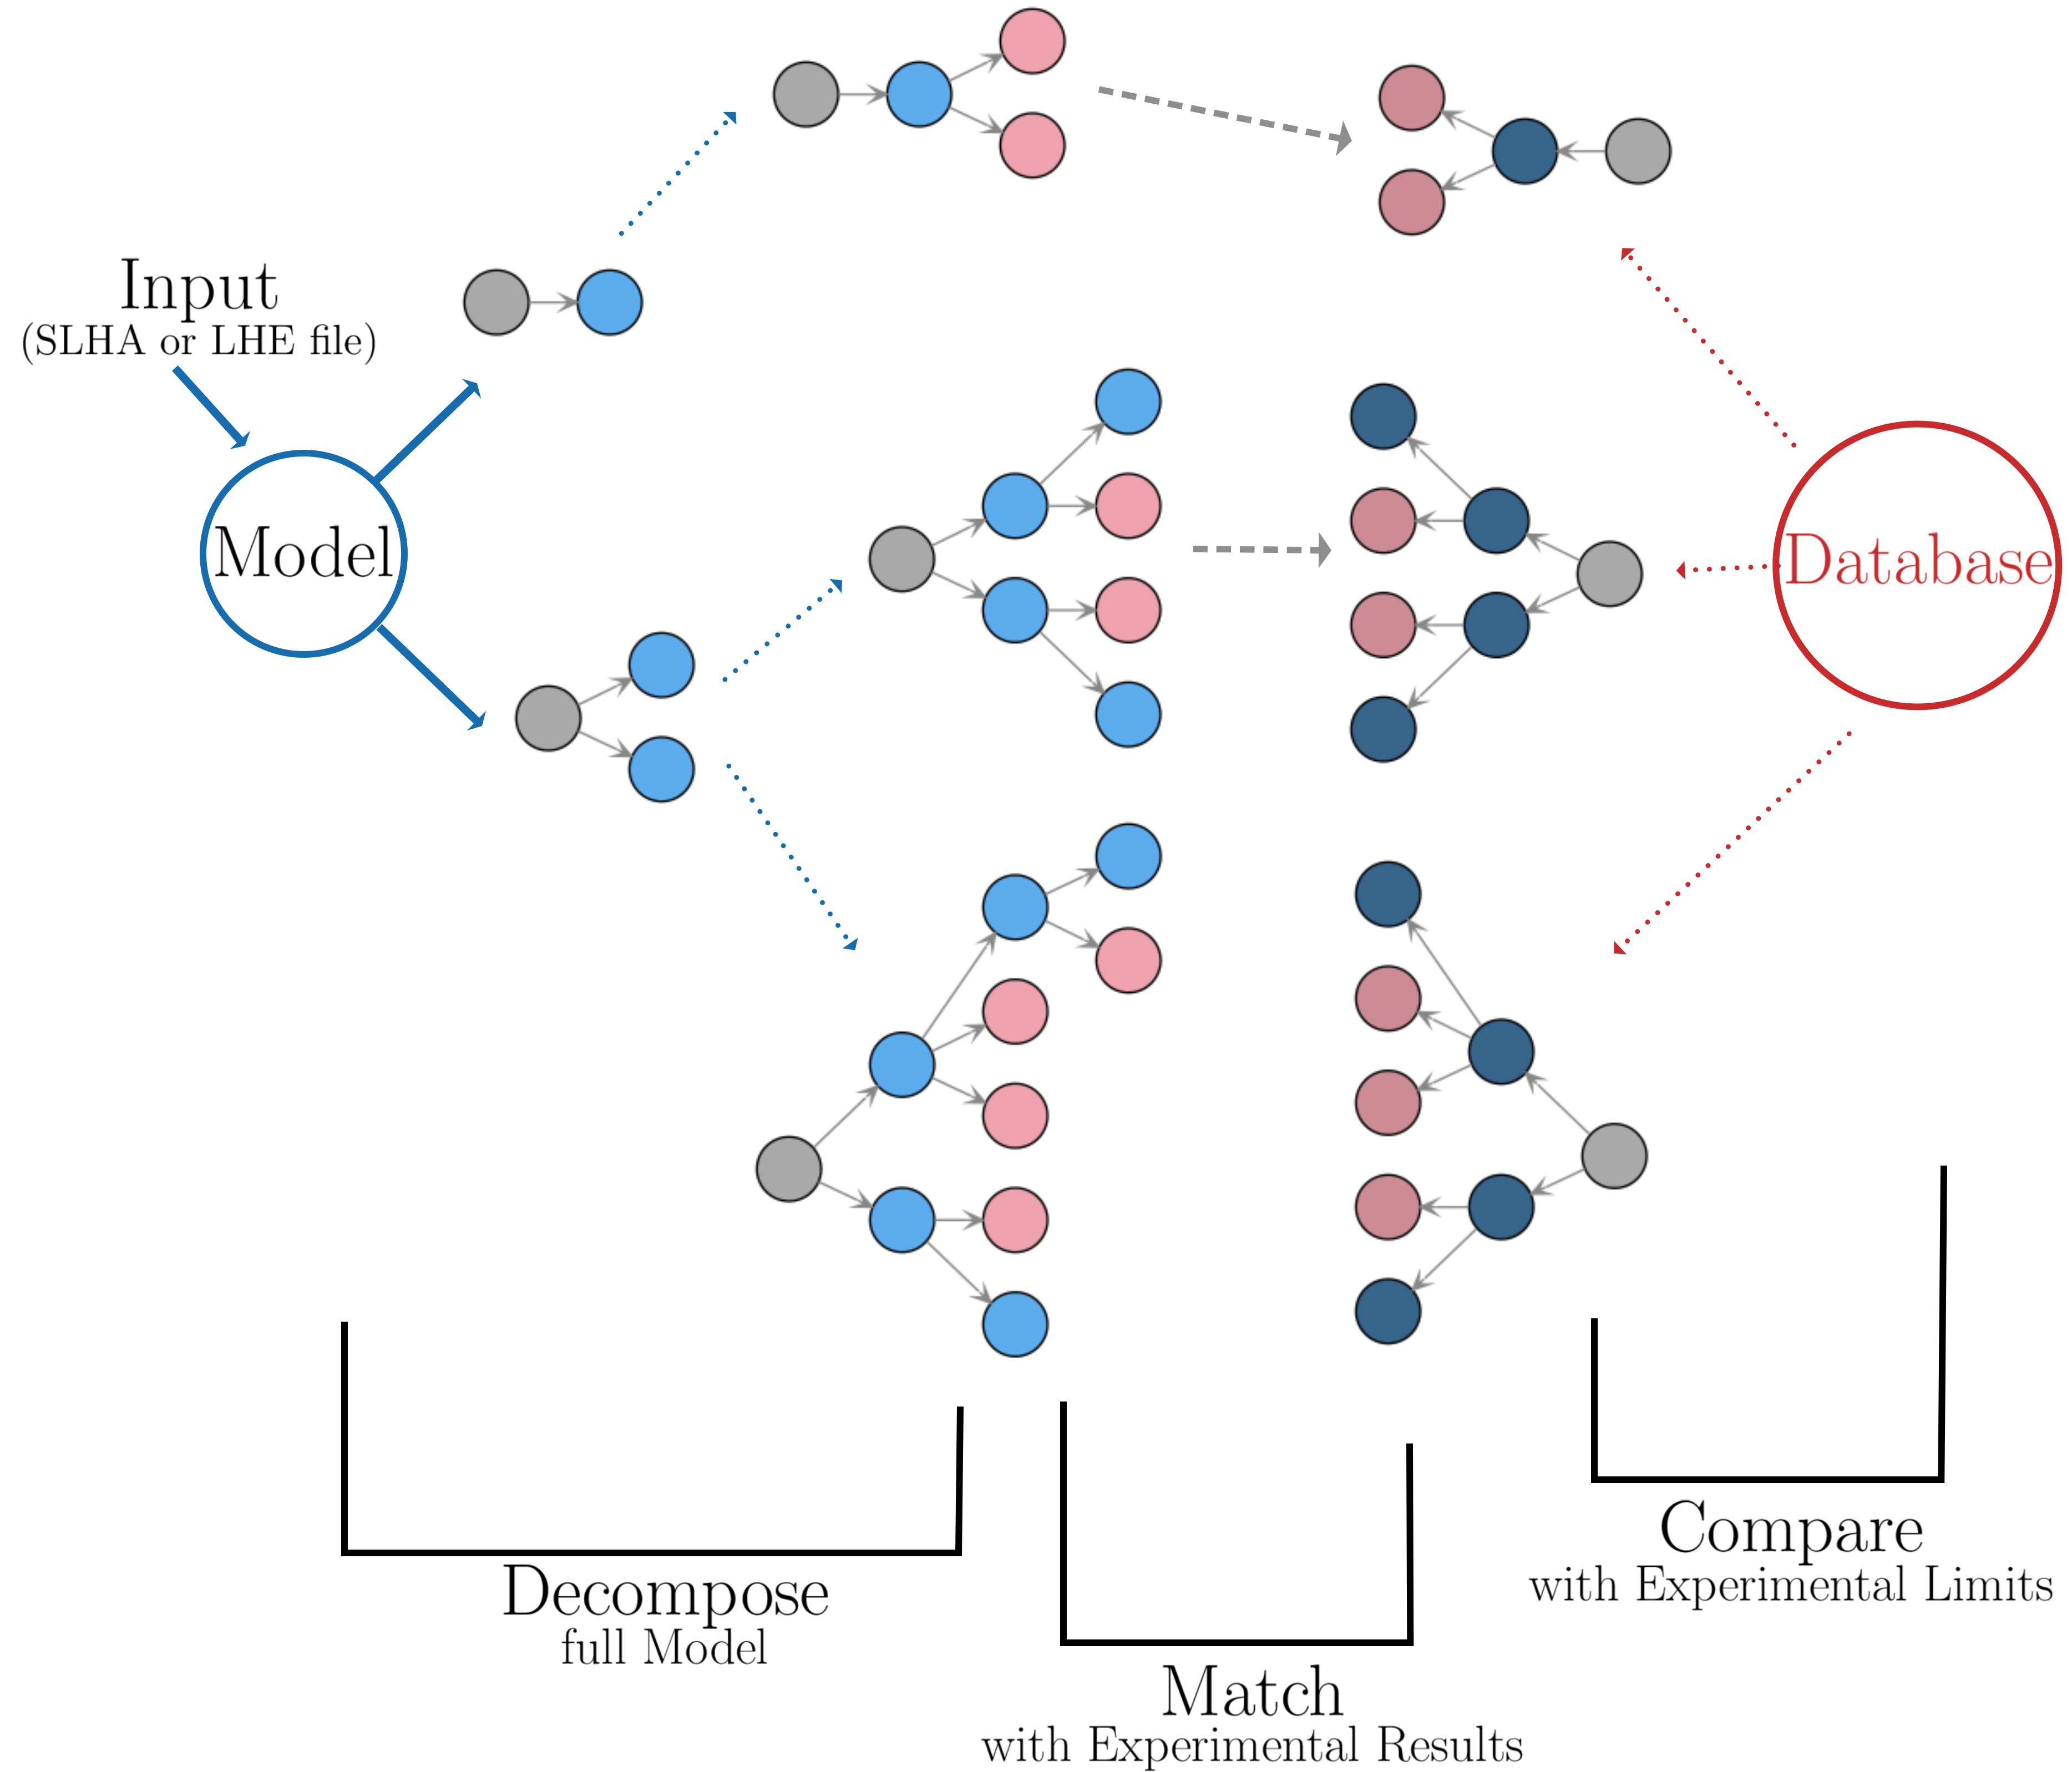 Input
(SLHA or LHE file)
Model
Database
Decompose
full Model
Match
with Experimental Results
Compare
with Experimental Limits